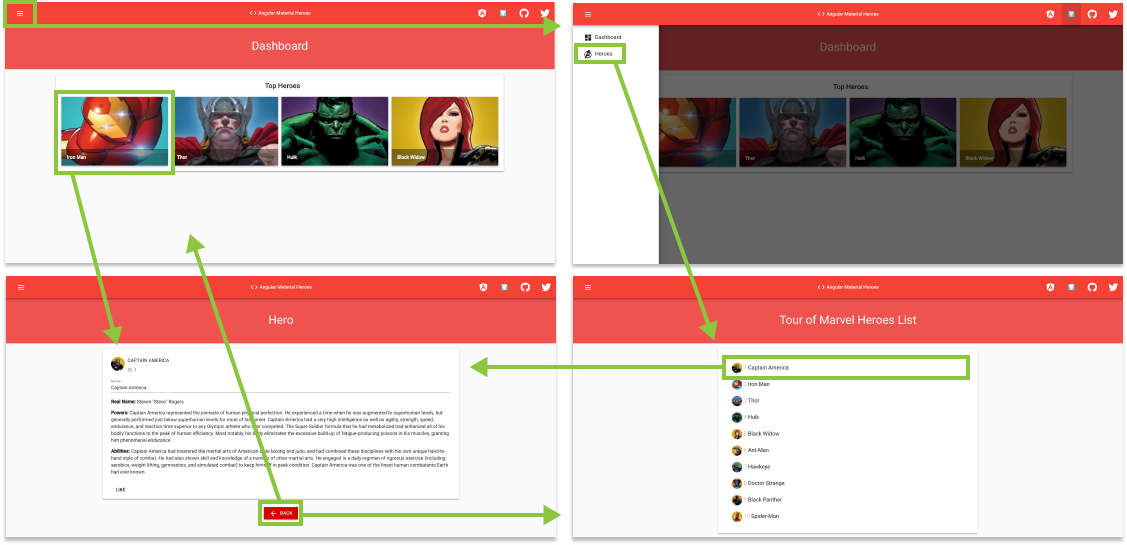 <> Angular Material Heroes
Dashboard
Top Heroes
Iron Man
Thor
Hulk
Black Widow
<> Angular Material Heroes
Dashboard
Heroes
Dashboard
Top Heroes
Iron Man
Thor
Hulk
Black Widow
<> Angular Material Heroes
Hero
CAPTAIN AMERICA
ID: 1
Name
Captain America
Real Name: Steven "Steve" Rogers
Powers: Captain America represented the pinnacle of human physical perfection. He experienced a time when he was augmented to superhuman levels, but
generally performed just below superhuman levels for most of his career. Captain America had a very high intelligence as well as agility, strength, speed,
endurance, and reaction time superior to any Olympic athlete who ever competed. The Super-Soldier formula that he had metabolized had enhanced all of his
bodily functions to the peak of human efficiency. Most notably, his body eliminates the excessive build-up of fatigue-producing poisons in his muscles, granting
him phenomenal endurance.
Abilities: Captain America had mastered the martial arts of American-style boxing and judo, and had combined these disciplines with his own unique hand-to-
hand style of combat. He had also shown skill and knowledge of a number of other martial arts. He engaged in a daily regimen of rigorous exercise (including
aerobics, weight lifting, gymnastics, and simulated combat) to keep himself in peak condition. Captain America was one of the finest human combatants Earth
had ever known.
LIKE
BACK
<> Angular Material Heroes
Tour of Marvel Heroes List
1 Captain America
2 Iron Man
3 Thor
4 Hulk
5 Black Widow
6 Ant-Man
7 Hawkeye
8 Doctor Strange
9 Black Panther
10 Spider-Man